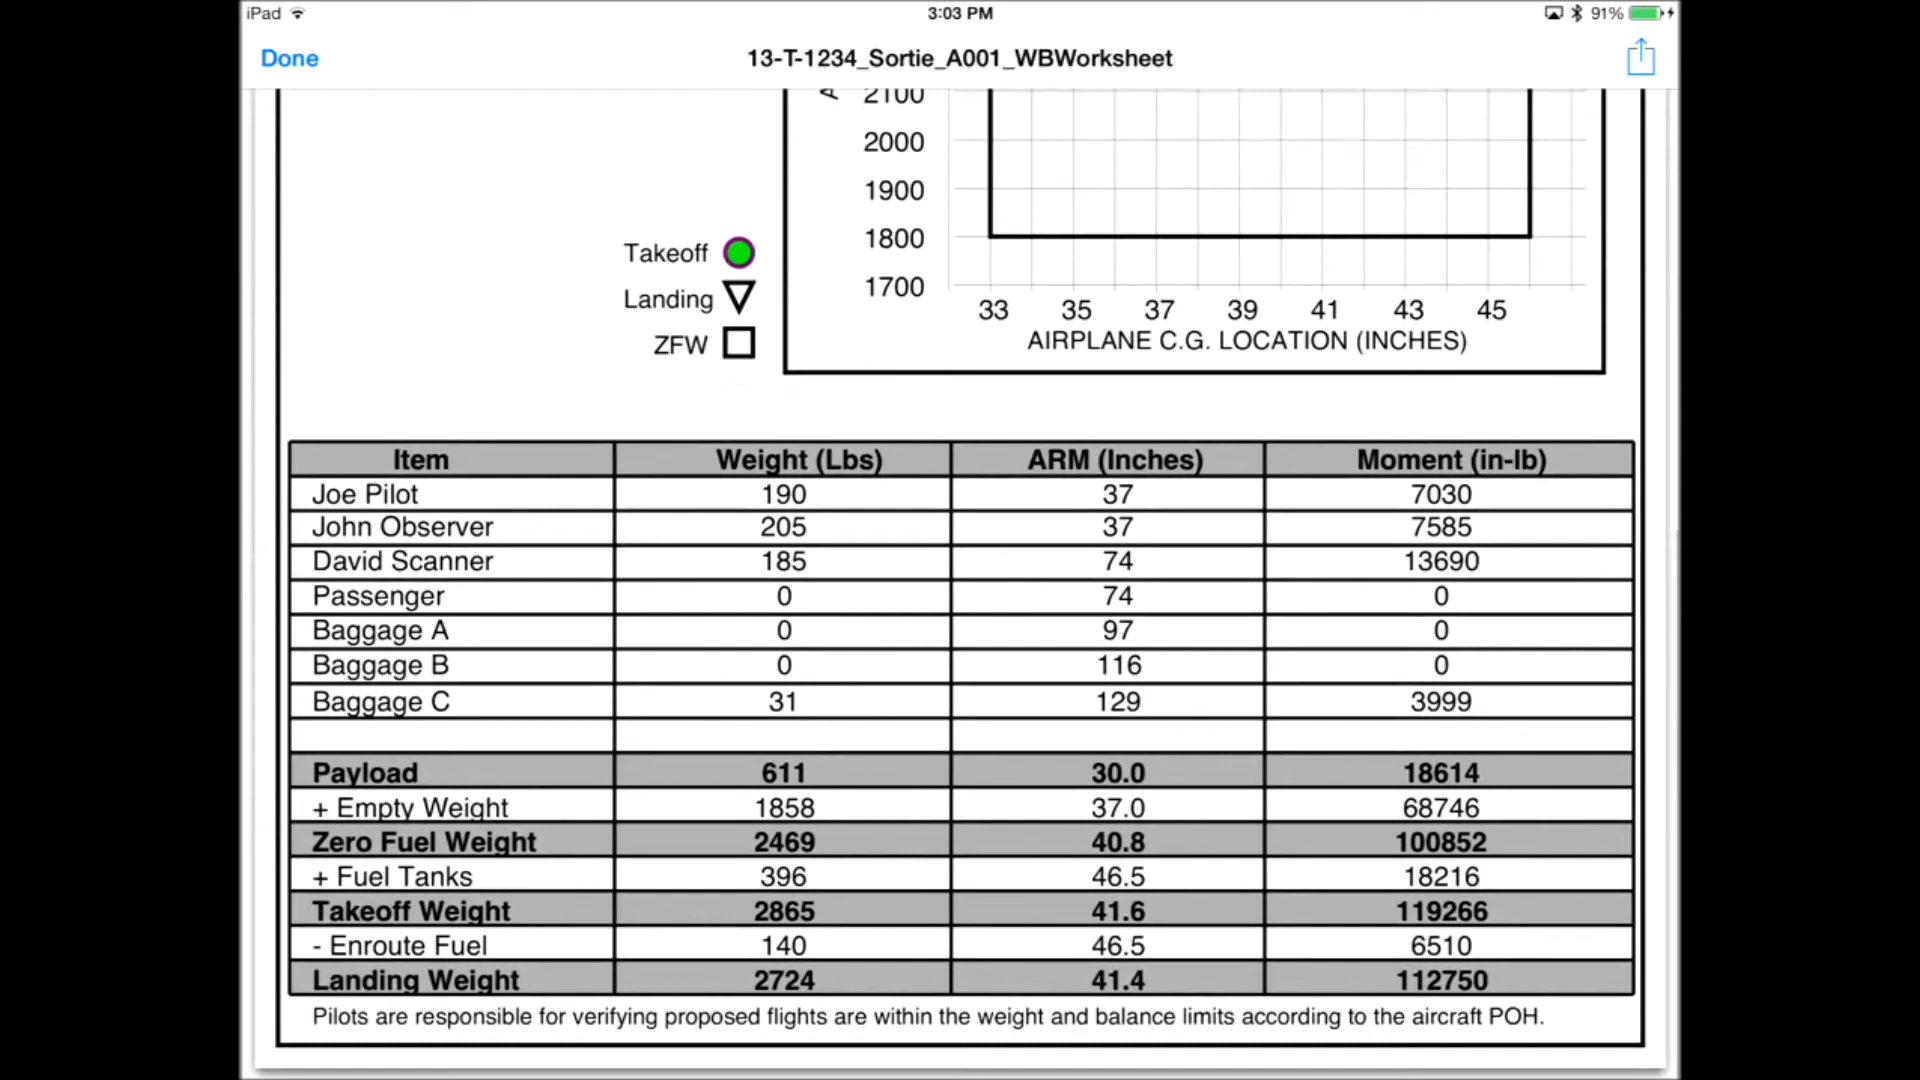 iPad 3:03 PM 91%
Done 13-T-1234_Sortie_A001_WBWorksheet
2100
2000
1900
1800
1700
33 35 37 39 41 43 45
AIRPLANE C.G. LOCATION (INCHES)
Takeoff
Landing
ZFW
Item Weight (Lbs) ARM (Inches) Moment (in-lb)
Joe Pilot 190 37 7030
John Observer 205 37 7585
David Scanner 185 74 13690
Passenger 0 74 0
Baggage A 0 97 0
Baggage B 0 116 0
Baggage C 31 129 3999
Payload 611 30.0 18614
+ Empty Weight 1858 37.0 68746
Zero Fuel Weight 2469 40.8 100852
+ Fuel Tanks 396 46.5 18216
Takeoff Weight 2865 41.6 119266
- Enroute Fuel 140 46.5 6510
Landing Weight 2724 41.4 112750
Pilots are responsible for verifying proposed flights are within the weight and balance limits according to the aircraft POH.